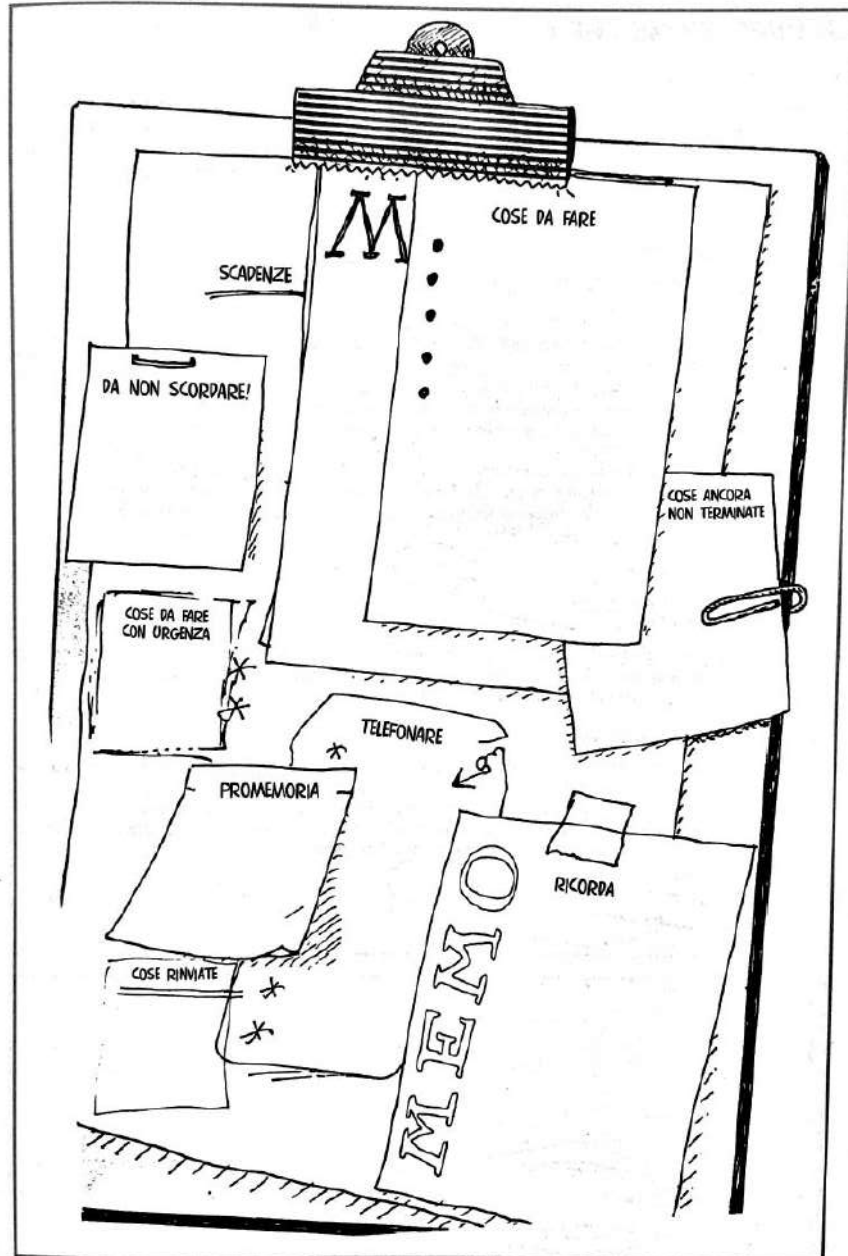 M
COSE DA FARE
SCADENZE
DA NON SCORDARE!
COSE ANCORA
NON TERMINATE
COSE DA FARE
CON URGENZA
TELEFONARE
PROMEMORIA
RICORDA
MEMO
COSE RINVIATE